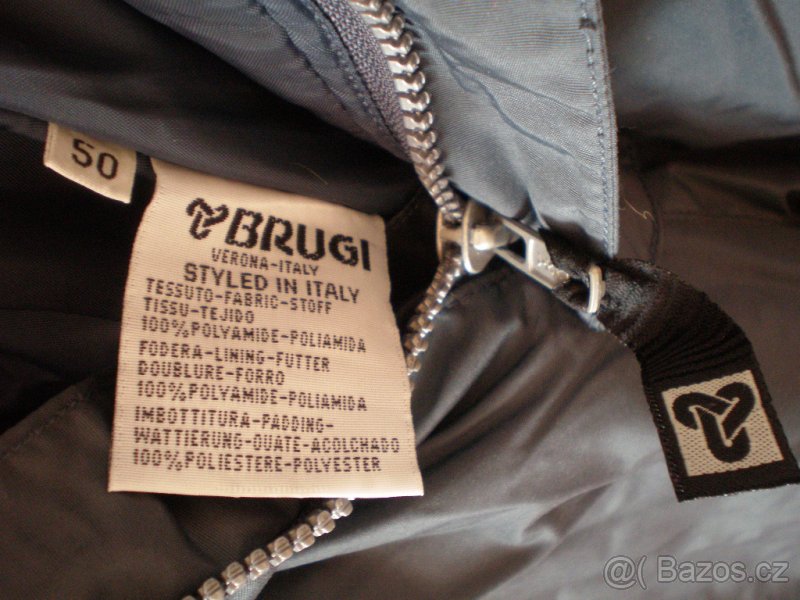 50
BRUGI
VERONA-ITALY
STYLED IN ITALY
TESSUTO-FABRIC-STOFF
TISSU-TEJIDO
100%POLYAMIDE-POLIAMIDA
FODERA-LINING-FUTTER
DOUBLURE-FORRO
100%POLYAMIDE-POLIAMIDA
IMBOTTITURA-PADDING-
WATTIERUNG-OUATE-ACOLCHADO
100%POLIESTERE-POLYESTER
@ Bazos.cz